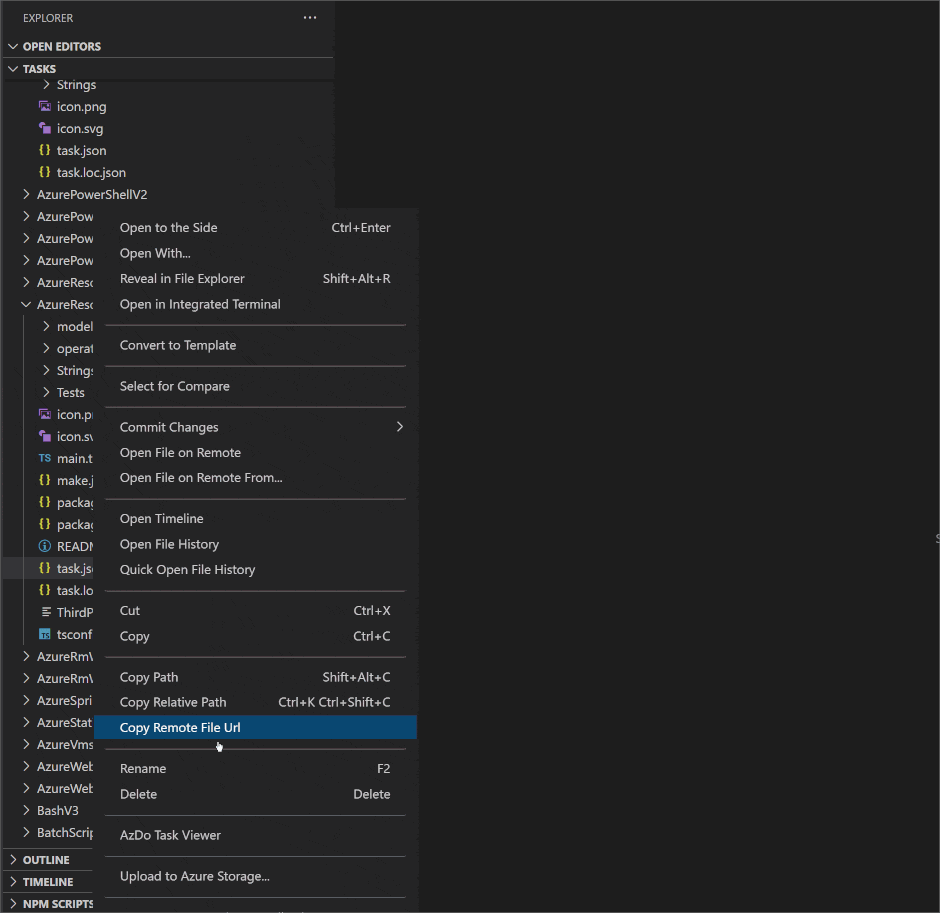 EXPLORER ···
OPEN EDITORS
TASKS
Strings
icon.png
icon.svg
{} task.json
{} task.loc.json
AzurePowerShellV2
AzurePow
AzurePow
AzurePow
AzureReso
AzureReso
model
operat
Strings
Tests
icon.p
icon.sv
TS main.t
{} make.j
{} packag
{} packag
READM
{} task.js
{} task.lo
ThirdP
TS tsconf
AzureRmV
AzureRmV
AzureSpri
AzureStat
AzureVms
AzureWeb
AzureWeb
BashV3
BatchScrip
OUTLINE
TIMELINE
NPM SCRIPTS
Open to the Side Ctrl+Enter
Open With...
Reveal in File Explorer Shift+Alt+R
Open in Integrated Terminal
Convert to Template
Select for Compare
Commit Changes
Open File on Remote
Open File on Remote From...
Open Timeline
Open File History
Quick Open File History
Cut Ctrl+X
Copy Ctrl+C
Copy Path Shift+Alt+C
Copy Relative Path Ctrl+K Ctrl+Shift+C
Copy Remote File Url
Rename F2
Delete Delete
AzDo Task Viewer
Upload to Azure Storage...